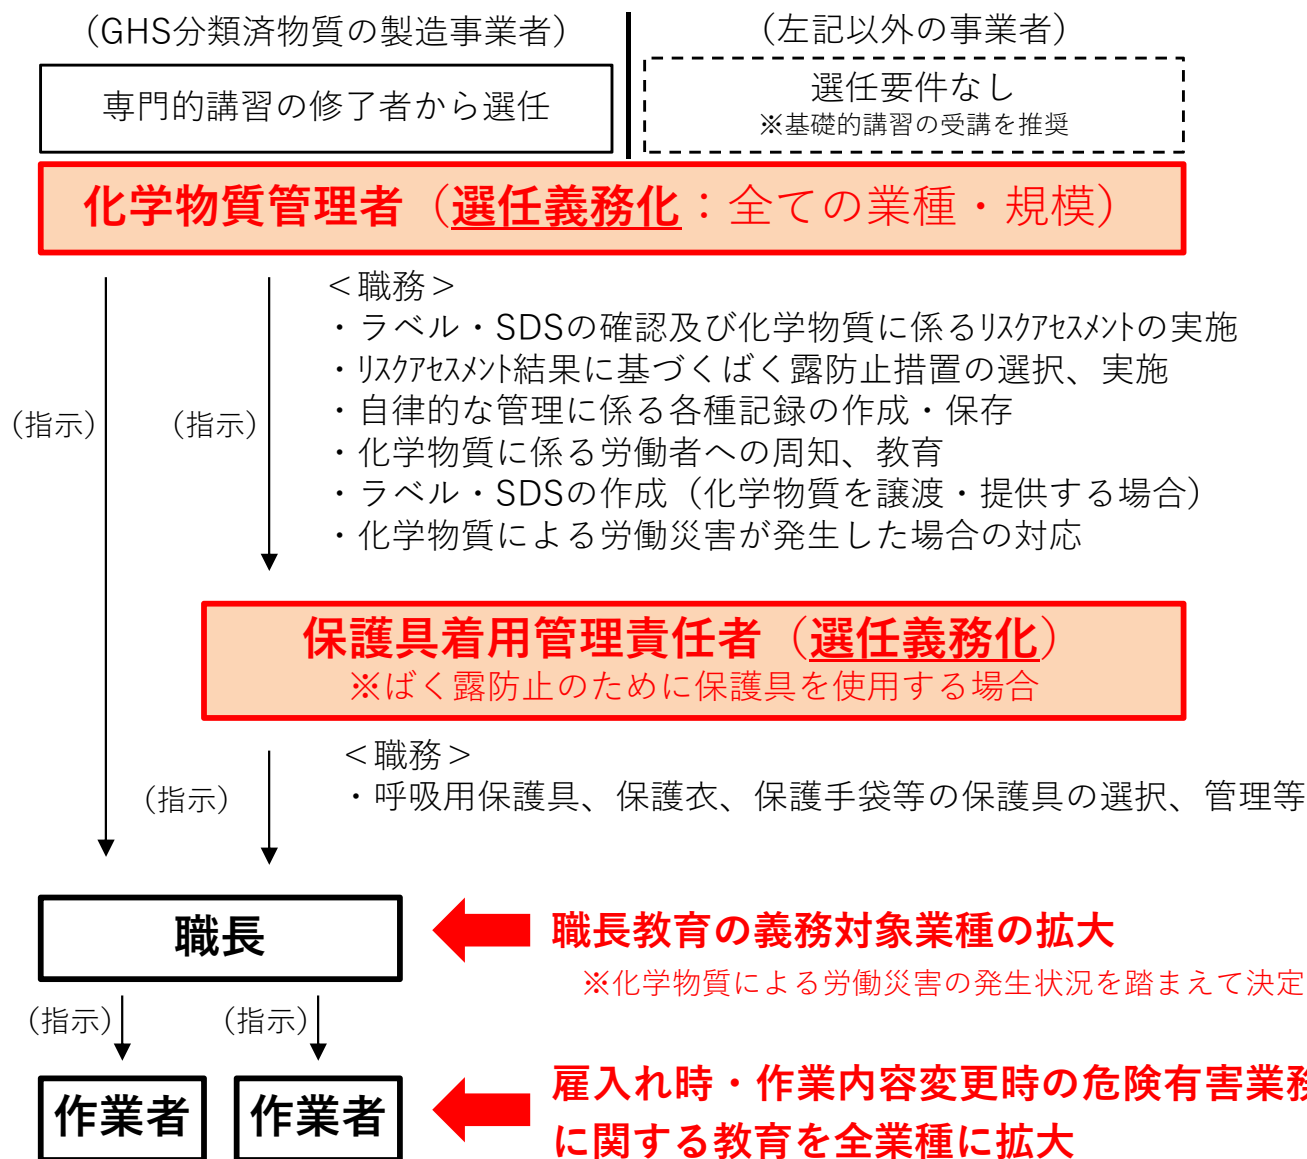 （GHS分類済物質の製造事業者）
（左記以外の事業者）
専門的講習の修了者から選任
選任要件なし
※基礎的講習の受講を推奨
化学物質管理者（選任義務化：全ての業種・規模）
＜職務＞
・ラベル・SDSの確認及び化学物質に係るﾘｽｸｱｾｽﾒﾝﾄの実施
・ﾘｽｸｱｾｽﾒﾝﾄ結果に基づくばく露防止措置の選択、実施
・自律的な管理に係る各種記録の作成・保存
・化学物質に係る労働者への周知、教育
・ラベル・SDSの作成（化学物質を譲渡・提供する場合）
・化学物質による労働災害が発生した場合の対応
（指示）
（指示）
保護具着用管理責任者（選任義務化）
※ばく露防止のために保護具を使用する場合
＜職務＞
・呼吸用保護具、保護衣、保護手袋等の保護具の選択、管理等
（指示）
職長
職長教育の義務対象業種の拡大
※化学物質による労働災害の発生状況を踏まえて決定
（指示）
（指示）
作業者
作業者
雇入れ時・作業内容変更時の危険有害業務
に関する教育を全業種に拡大